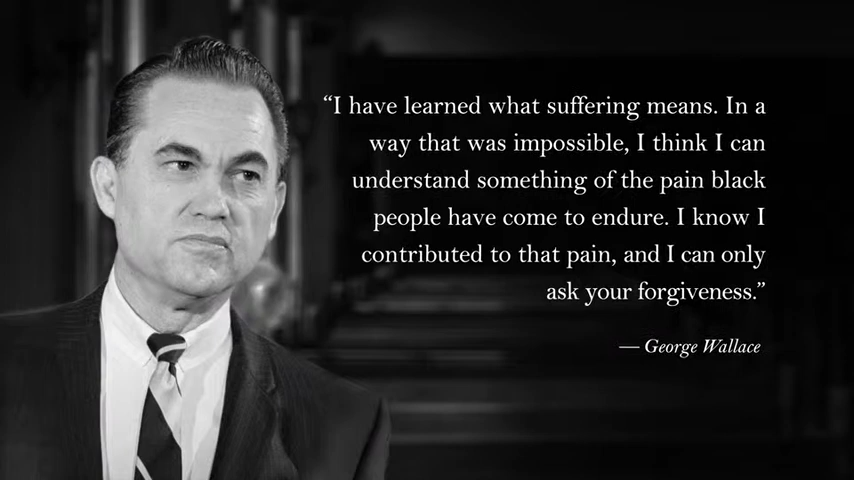 “I have learned what suffering means. In a
way that was impossible, I think I can
understand something of the pain black
people have come to endure. I know I
contributed to that pain, and I can only
ask your forgiveness.”
— George Wallace